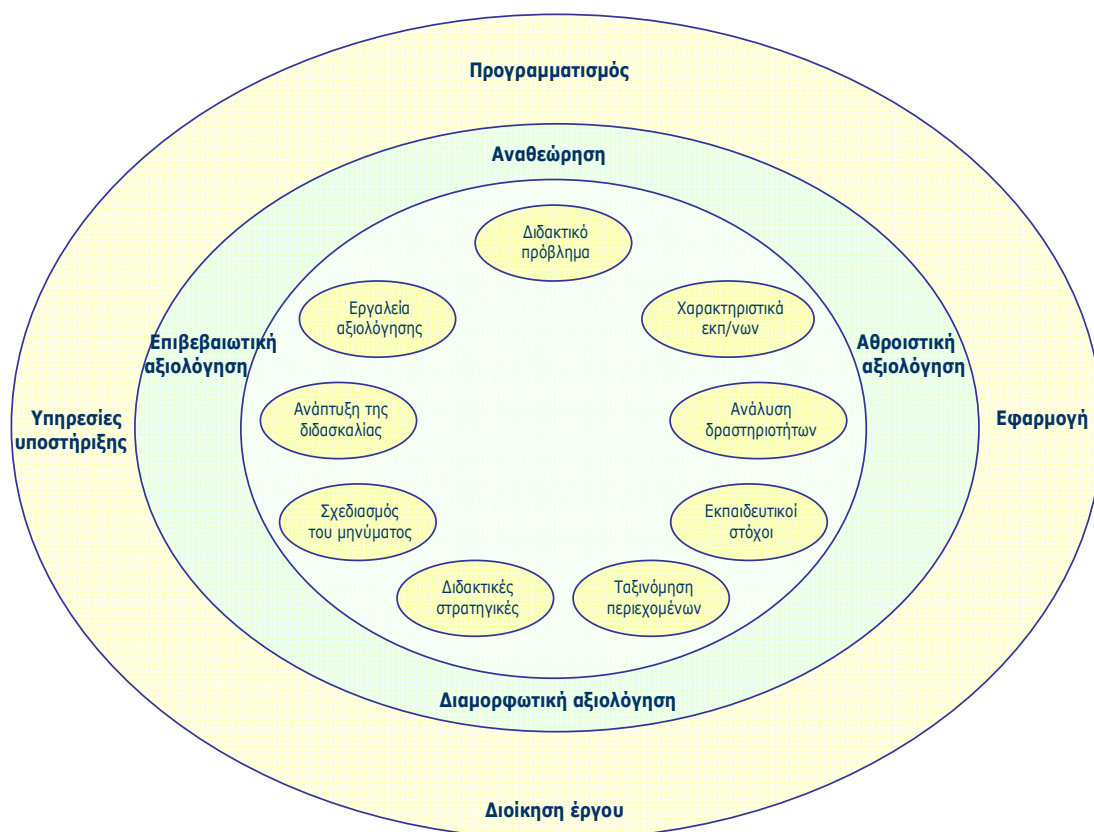 Προγραμματισμός
Αναθεώρηση
Διδακτικό
πρόβλημα
Εργαλεία
αξιολόγησης
Χαρακτηριστικά
εκπ/νων
Επιβεβαιωτική
αξιολόγηση
Αθροιστική
αξιολόγηση
Υπηρεσίες
υποστήριξης
Ανάπτυξη της
διδασκαλίας
Ανάλυση
δραστηριοτήτων
Εφαρμογή
Σχεδιασμός
του μηνύματος
Εκπαιδευτικοί
στόχοι
Διδακτικές
στρατηγικές
Ταξινόμηση
περιεχομένων
Διαμορφωτική αξιολόγηση
Διοίκηση έργου